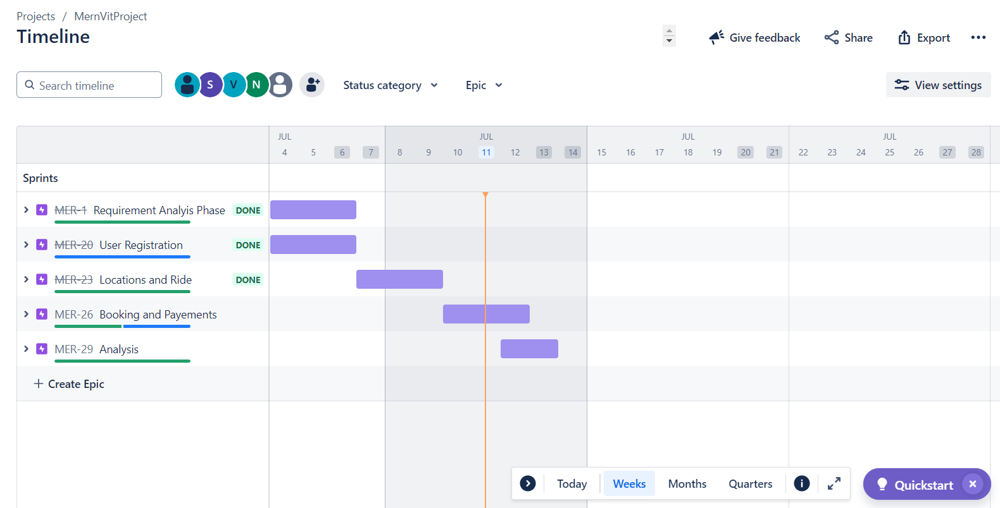 Projects / MernVitProject
Timeline
Give feedback
Share
Export
Search timeline
S V N
Status category
Epic
View settings
JUL JUL JUL JUL
4 5 6 7 8 9 10 11 12 13 14 15 16 17 18 19 20 21 22 23 24 25 26 27 28
Sprints
MER-1 Requirement Analyis Phase DONE
MER-20 User Registration DONE
MER-23 Locations and Ride DONE
MER-26 Booking and Payements
MER-29 Analysis
+ Create Epic
Today Weeks Months Quarters
Quickstart